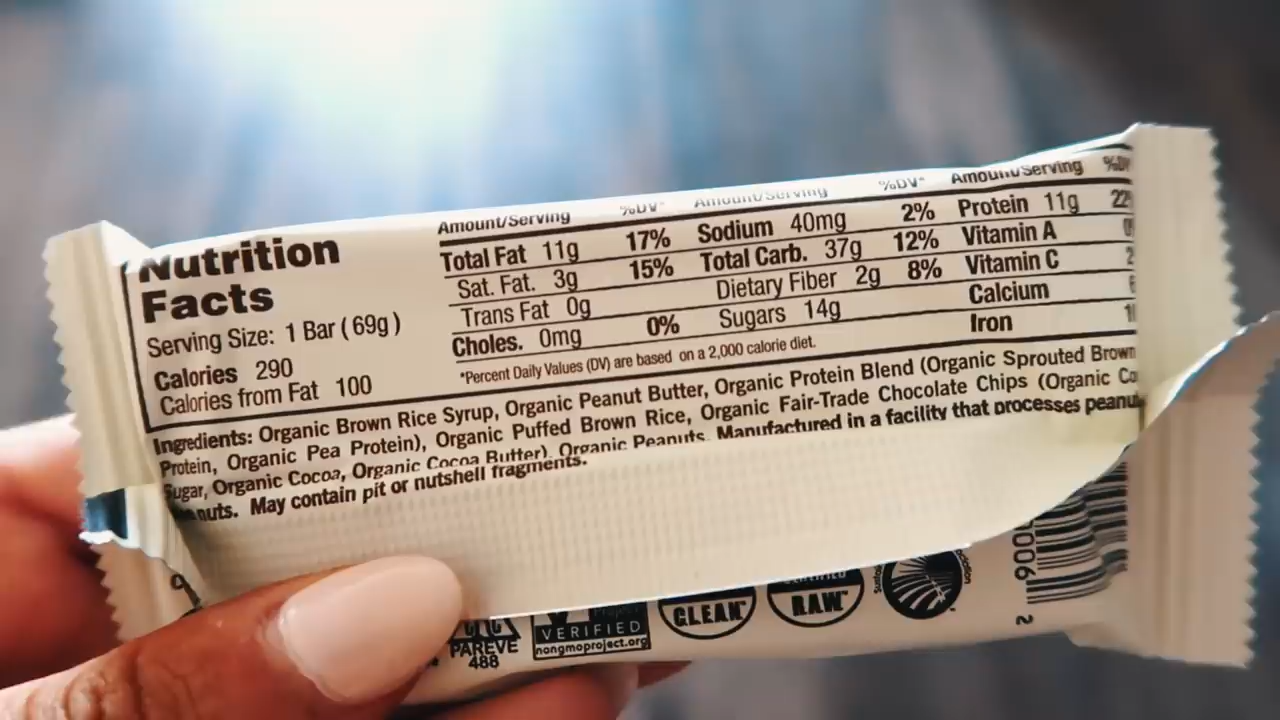 Nutrition
Facts
Serving Size: 1 Bar (69g)
Calories 290
Calories from Fat 100
Amount/Serving %DV*
Total Fat 11g 17%
Sat. Fat. 3g 15%
Trans Fat 0g
Choles. 0mg 0%
Amount/Serving %DV*
Sodium 40mg 2%
Total Carb. 37g 12%
Dietary Fiber 2g 8%
Sugars 14g
Amount/Serving
Protein 11g
Vitamin A
Vitamin C
Calcium
Iron
*Percent Daily Values (DV) are based on a 2,000 calorie diet.
Ingredients: Organic Brown Rice Syrup, Organic Peanut Butter, Organic Protein Blend (Organic Sprouted Brown
Protein, Organic Pea Protein), Organic Puffed Brown Rice, Organic Fair-Trade Chocolate Chips (Organic
Sugar, Organic Cocoa, Organic Cocoa Butter), Organic Peanuts. Manufactured in a facility that processes
nuts. May contain pit or nutshell fragments.
PAREVE
488
Project
VERIFIED
nongmoproject.org
CLEAN
CERTIFIED
RAW